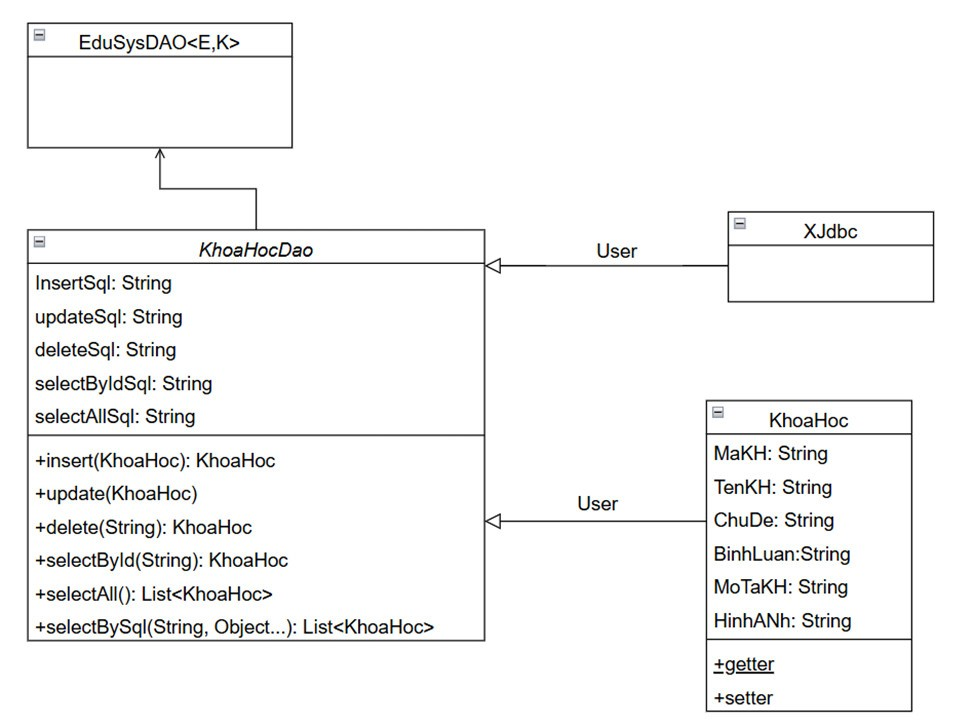 EduSysDAO<E,K>
KhoaHocDao
InsertSql: String
updateSql: String
deleteSql: String
selectByIdSql: String
selectAllSql: String
+insert(KhoaHoc): KhoaHoc
+update(KhoaHoc)
+delete(String): KhoaHoc
+selectById(String): KhoaHoc
+selectAll(): List<KhoaHoc>
+selectBySql(String, Object...): List<KhoaHoc>
User
XJdbc
User
KhoaHoc
MaKH: String
TenKH: String
ChuDe: String
BinhLuan:String
MoTaKH: String
HinhANh: String
+getter
+setter